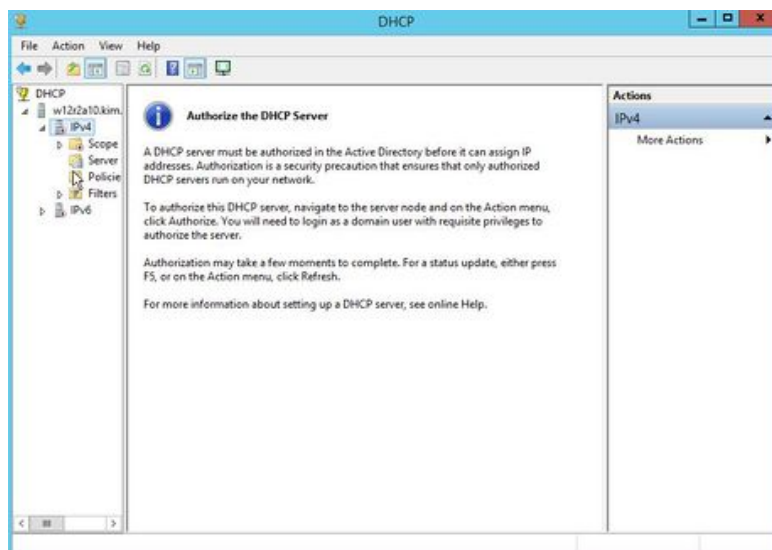 DHCP
File Action View Help
DHCP
w12r2a10.kim.
IPv4
Scope
Server
Policie
Filters
IPv6
Authorize the DHCP Server
A DHCP server must be authorized in the Active Directory before it can assign IP
addresses. Authorization is a security precaution that ensures that only authorized
DHCP servers run on your network.
To authorize this DHCP server, navigate to the server node and on the Action menu,
click Authorize. You will need to login as a domain user with requisite privileges to
authorize the server.
Authorization may take a few moments to complete. For a status update, either press
F5, or on the Action menu, click Refresh.
For more information about setting up a DHCP server, see online Help.
Actions
IPv4
More Actions